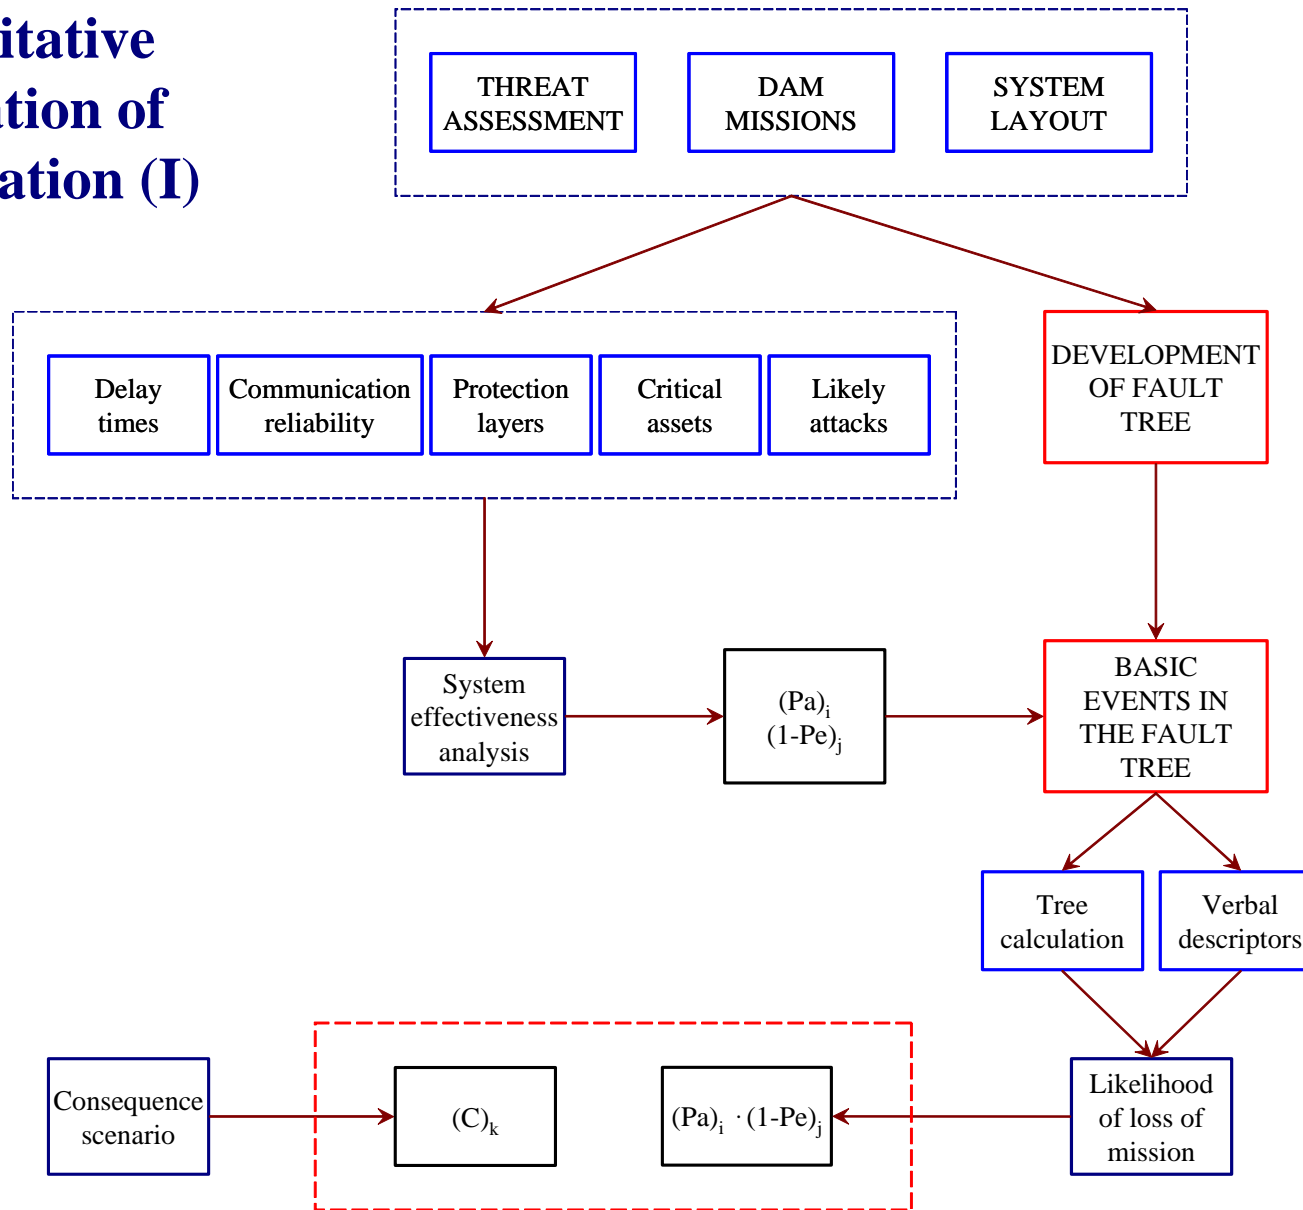 itative
ation of
ation (I)
THREAT
ASSESSMENT
DAM
MISSIONS
SYSTEM
LAYOUT
Delay
times
Communication
reliability
Protection
layers
Critical
assets
Likely
attacks
DEVELOPMENT
OF FAULT
TREE
System
effectiveness
analysis
(Pa)i
(1-Pe)j
BASIC
EVENTS IN
THE FAULT
TREE
Tree
calculation
Verbal
descriptors
Consequence
scenario
(C)k
(Pa)i · (1-Pe)j
Likelihood
of loss of
mission